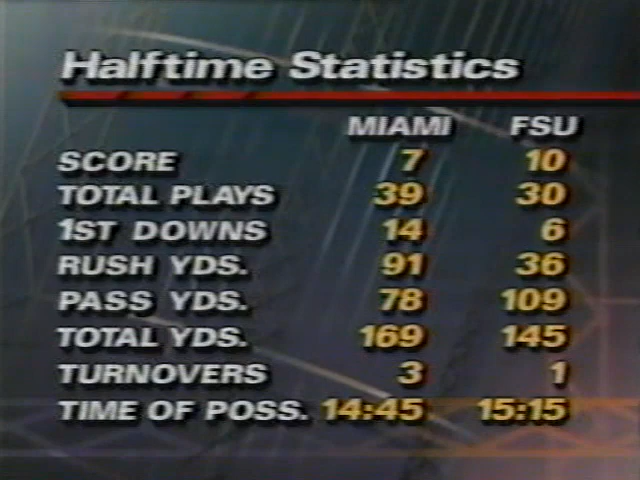 Halftime Statistics
MIAMI FSU
SCORE 7 10
TOTAL PLAYS 39 30
1ST DOWNS 14 6
RUSH YDS. 91 36
PASS YDS. 78 109
TOTAL YDS. 169 145
TURNOVERS 3 1
TIME OF POSS. 14:45 15:15